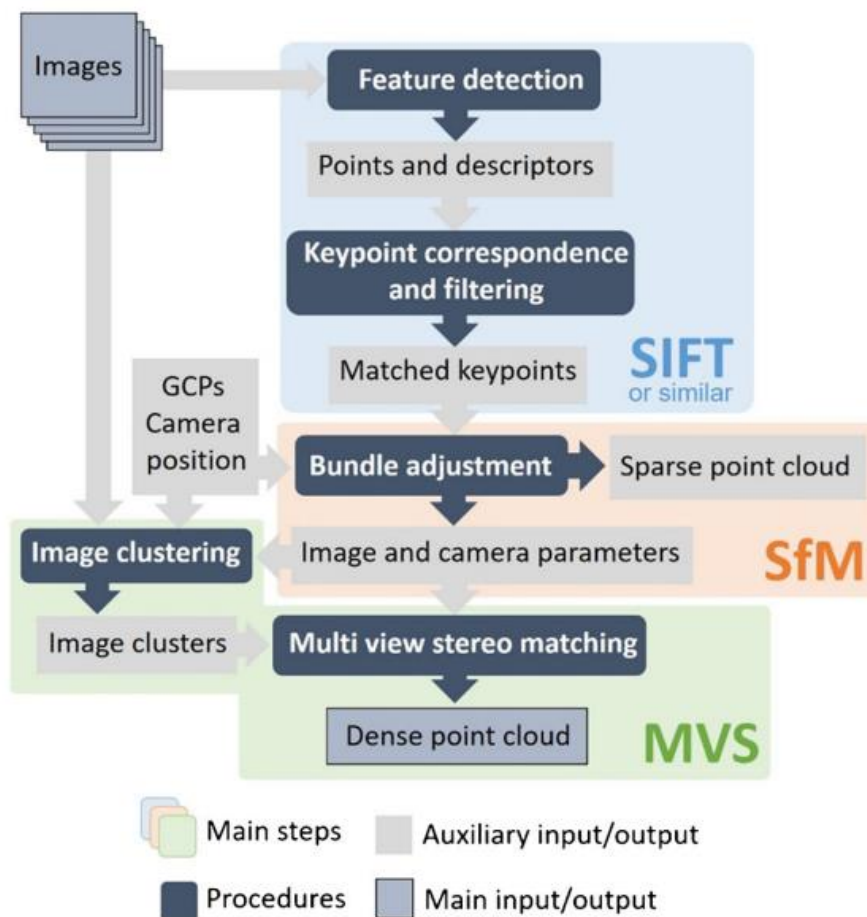 Images
Feature detection
Points and descriptors
Keypoint correspondence
and filtering
SIFT
or similar
Matched keypoints
GCPs
Camera
position
Bundle adjustment
Sparse point cloud
Image clustering
Image and camera parameters
SfM
Image clusters
Multi view stereo matching
Dense point cloud
MVS
Main steps
Auxiliary input/output
Procedures
Main input/output